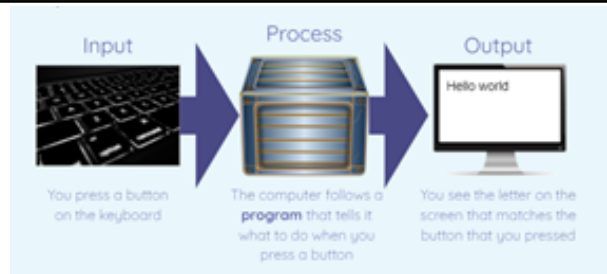 Input
Process
Output
Hello world
You press a button
on the keyboard
The computer follows a
program that tells it
what to do when you
press a button
You see the letter on the
screen that matches the
button that you pressed